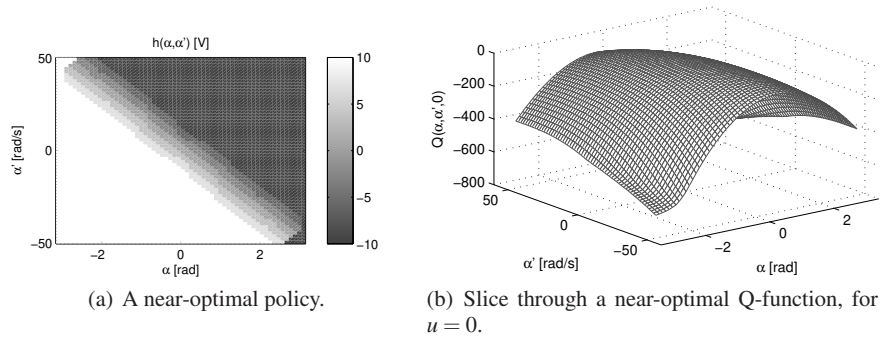 h(α,α') [V]
50
0
−50
α' [rad/s]
−2
0
2
α [rad]
10
5
0
−5
−10
(a) A near-optimal policy.
0
−200
−400
−600
−800
Q(α,α',0)
50
0
−50
α' [rad/s]
−2
0
2
α [rad]
(b) Slice through a near-optimal Q-function, for
u = 0.